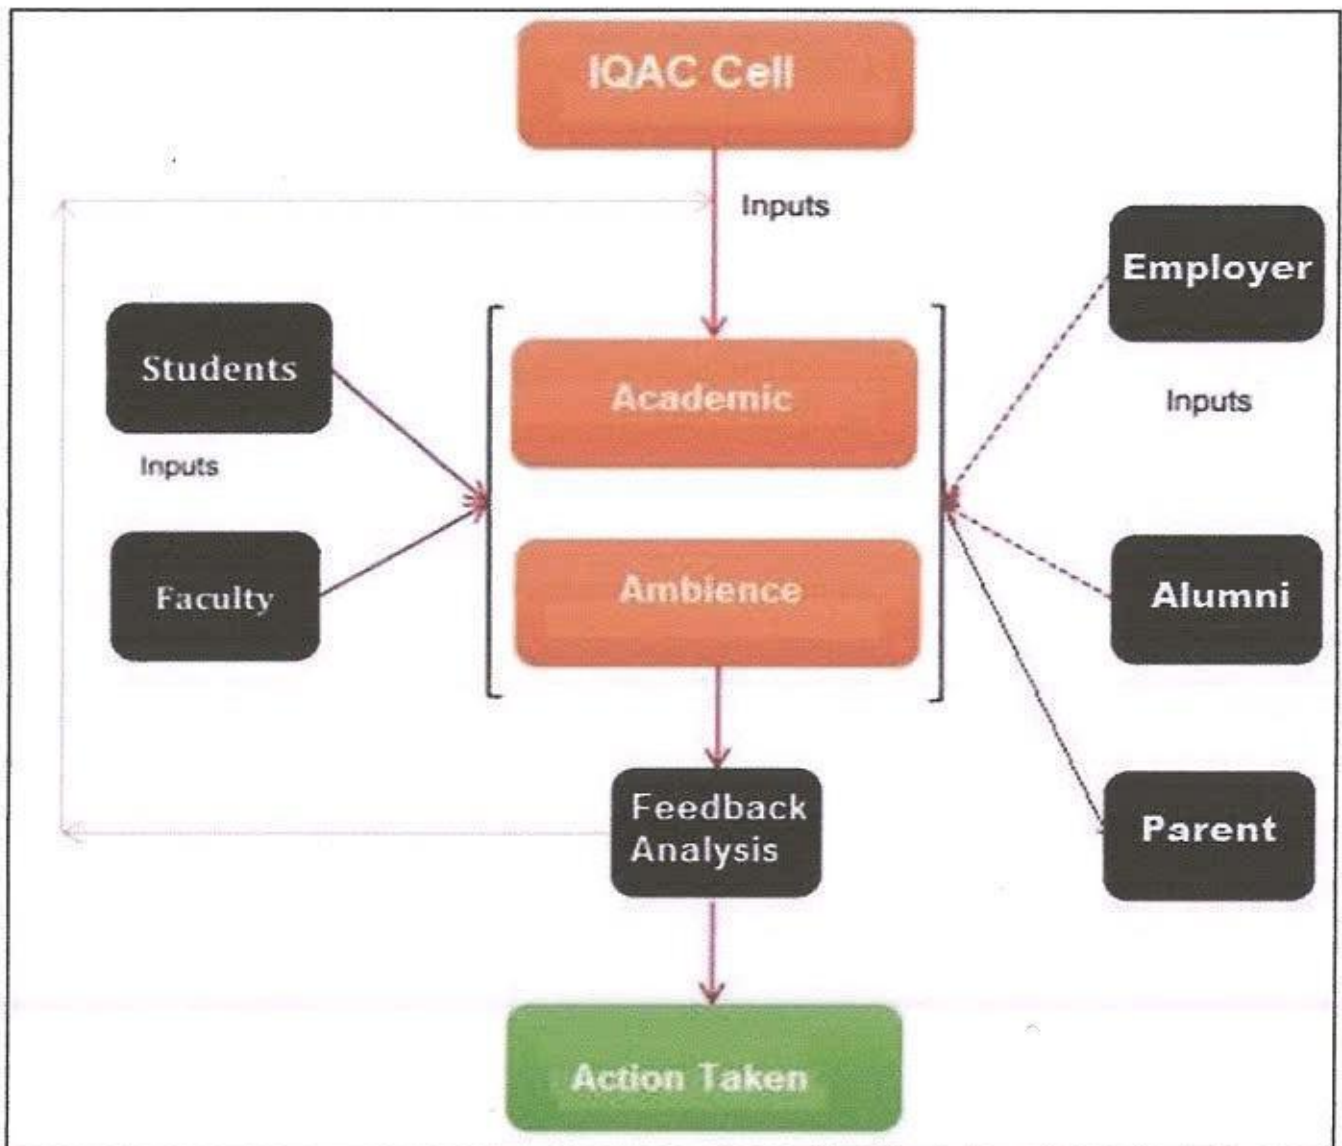 IQAC Cell
Inputs
Employer
Students
Academic
Inputs
Inputs
Faculty
Ambience
Alumni
Feedback
Analysis
Parent
Action Taken